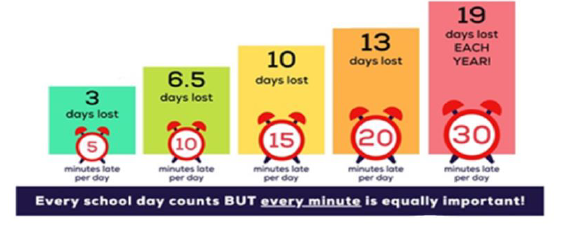 3
days lost
5
minutes late
per day
6.5
days lost
10
minutes late
per day
10
days lost
15
minutes late
per day
13
days lost
20
minutes late
per day
19
days lost
EACH
YEAR!
30
minutes late
per day
Every school day counts BUT every minute is equally important!